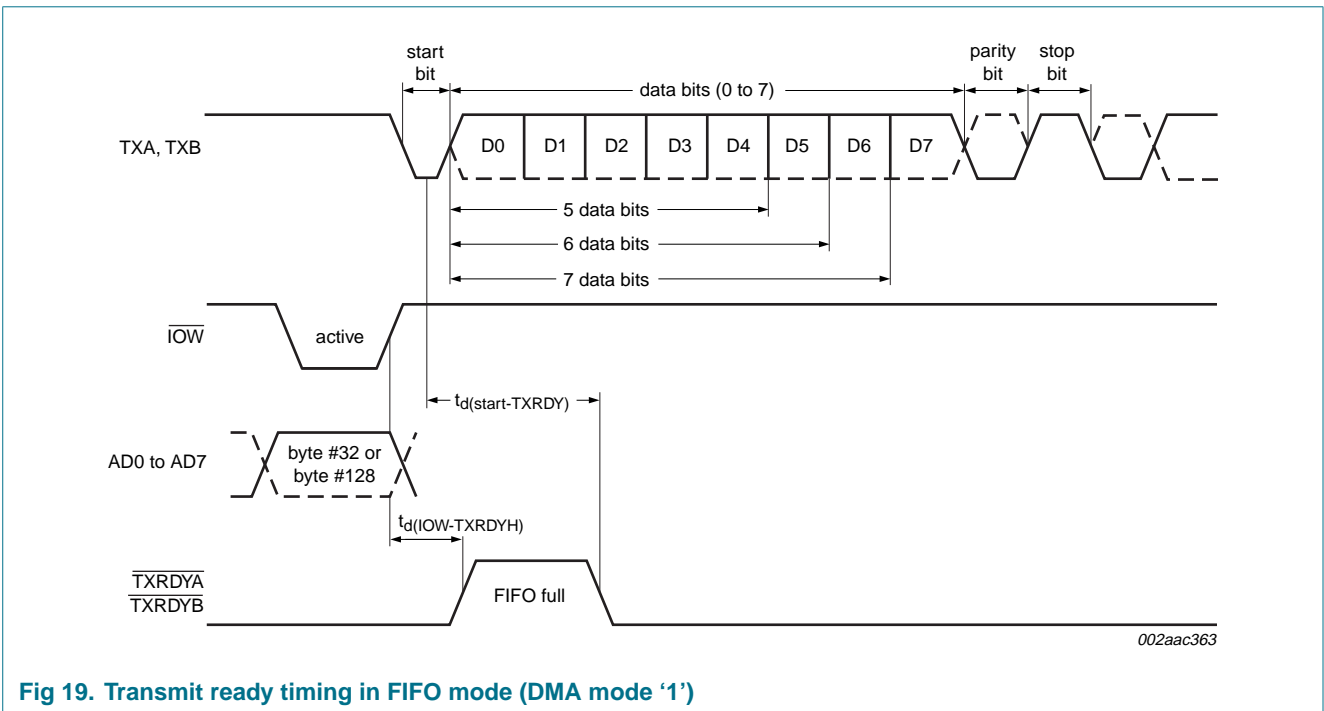 start
bit
parity
bit
stop
bit
data bits (0 to 7)
TXA, TXB
D0 D1 D2 D3 D4 D5 D6 D7
5 data bits
6 data bits
7 data bits
IOW
active
td(start-TXRDY)
AD0 to AD7
byte #32 or
byte #128
td(IOW-TXRDYH)
TXRDYA
TXRDYB
FIFO full
002aac363
Fig 19. Transmit ready timing in FIFO mode (DMA mode ‘1’)